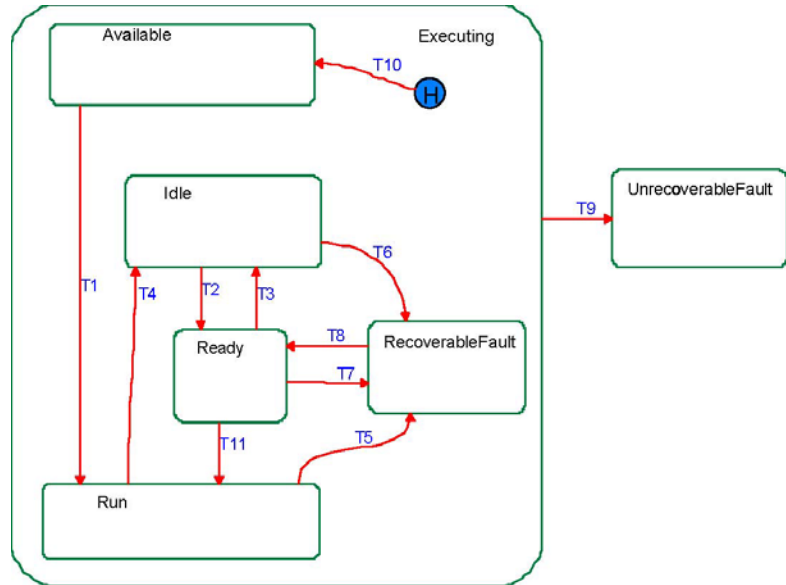 Available
Executing
T10
H
Idle
UnrecoverableFault
T9
T6
T1
T4
T2
T3
Ready
T8
RecoverableFault
T7
T11
T5
Run